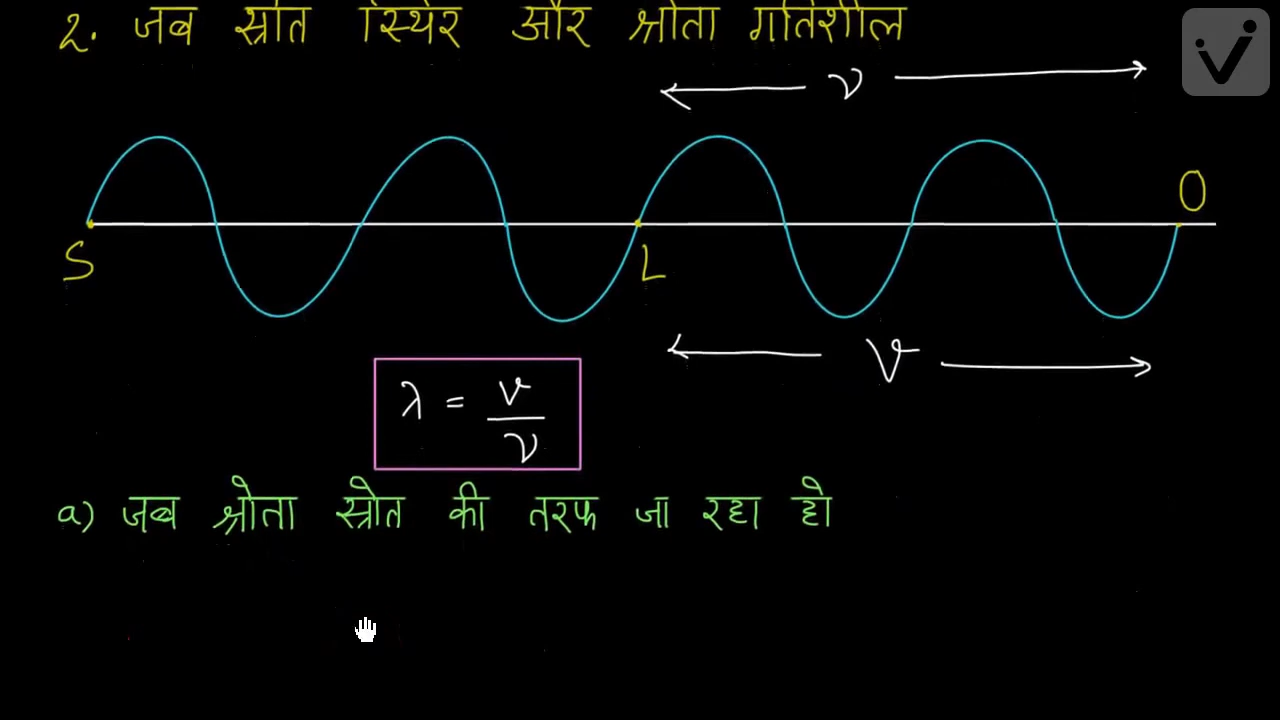 2. जब स्रोत स्थिर और श्रोता गतिशील
ν
O
S
L
V
λ = v/ν
a) जब श्रोता स्त्रोत की तरफ जा रहा हो